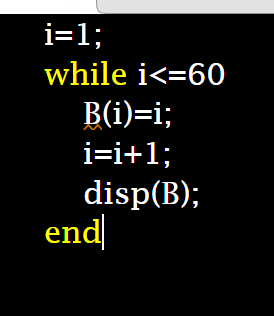 i=1;
while i<=60
B(i)=i;
i=i+1;
disp(B);
end